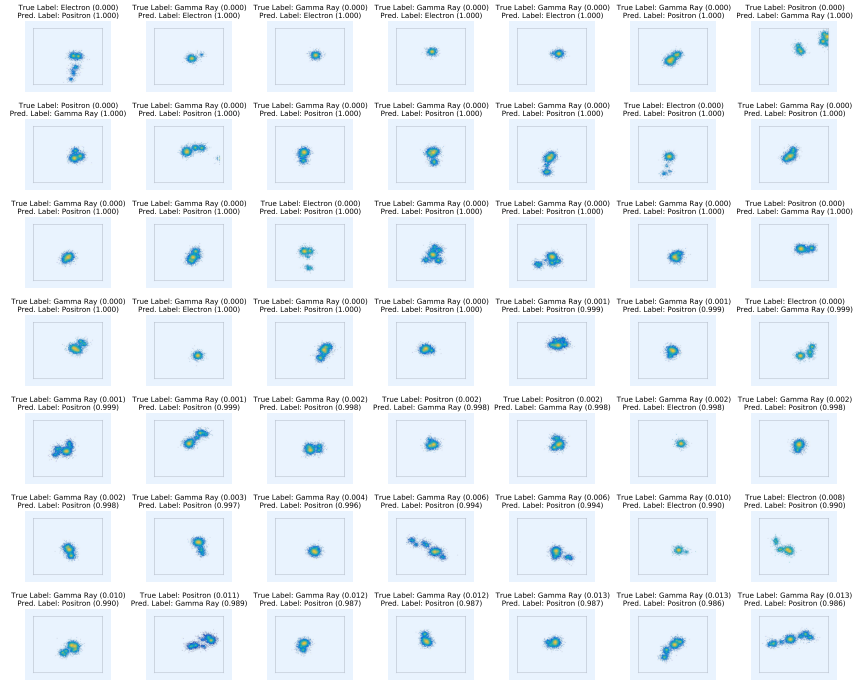 True Label: Electron (0.000)
Pred. Label: Positron (1.000)
True Label: Gamma Ray (0.000)
Pred. Label: Positron (1.000)
True Label: Gamma Ray (0.000)
Pred. Label: Electron (1.000)
True Label: Gamma Ray (0.000)
Pred. Label: Electron (1.000)
True Label: Gamma Ray (0.000)
Pred. Label: Electron (1.000)
True Label: Gamma Ray (0.000)
Pred. Label: Positron (1.000)
True Label: Positron (0.000)
Pred. Label: Gamma Ray (1.000)
True Label: Positron (0.000)
Pred. Label: Gamma Ray (1.000)
True Label: Gamma Ray (0.000)
Pred. Label: Positron (1.000)
True Label: Gamma Ray (0.000)
Pred. Label: Positron (1.000)
True Label: Gamma Ray (0.000)
Pred. Label: Positron (1.000)
True Label: Gamma Ray (0.000)
Pred. Label: Positron (1.000)
True Label: Electron (0.000)
Pred. Label: Positron (1.000)
True Label: Gamma Ray (0.000)
Pred. Label: Positron (1.000)
True Label: Gamma Ray (0.000)
Pred. Label: Positron (1.000)
True Label: Gamma Ray (0.000)
Pred. Label: Positron (1.000)
True Label: Electron (0.000)
Pred. Label: Positron (1.000)
True Label: Gamma Ray (0.000)
Pred. Label: Positron (1.000)
True Label: Gamma Ray (0.000)
Pred. Label: Positron (1.000)
True Label: Gamma Ray (0.000)
Pred. Label: Positron (1.000)
True Label: Positron (0.000)
Pred. Label: Gamma Ray (1.000)
True Label: Gamma Ray (0.000)
Pred. Label: Positron (1.000)
True Label: Gamma Ray (0.000)
Pred. Label: Electron (1.000)
True Label: Gamma Ray (0.000)
Pred. Label: Positron (1.000)
True Label: Gamma Ray (0.000)
Pred. Label: Positron (1.000)
True Label: Gamma Ray (0.001)
Pred. Label: Positron (0.999)
True Label: Gamma Ray (0.001)
Pred. Label: Positron (0.999)
True Label: Electron (0.000)
Pred. Label: Gamma Ray (0.999)
True Label: Gamma Ray (0.001)
Pred. Label: Positron (0.999)
True Label: Gamma Ray (0.001)
Pred. Label: Positron (0.999)
True Label: Gamma Ray (0.002)
Pred. Label: Positron (0.998)
True Label: Positron (0.002)
Pred. Label: Gamma Ray (0.998)
True Label: Positron (0.002)
Pred. Label: Gamma Ray (0.998)
True Label: Gamma Ray (0.002)
Pred. Label: Electron (0.998)
True Label: Gamma Ray (0.002)
Pred. Label: Positron (0.998)
True Label: Gamma Ray (0.002)
Pred. Label: Positron (0.998)
True Label: Gamma Ray (0.003)
Pred. Label: Positron (0.997)
True Label: Gamma Ray (0.004)
Pred. Label: Positron (0.996)
True Label: Gamma Ray (0.006)
Pred. Label: Positron (0.994)
True Label: Gamma Ray (0.006)
Pred. Label: Positron (0.994)
True Label: Gamma Ray (0.010)
Pred. Label: Electron (0.990)
True Label: Electron (0.008)
Pred. Label: Positron (0.990)
True Label: Gamma Ray (0.010)
Pred. Label: Positron (0.990)
True Label: Positron (0.011)
Pred. Label: Gamma Ray (0.989)
True Label: Gamma Ray (0.012)
Pred. Label: Positron (0.987)
True Label: Gamma Ray (0.012)
Pred. Label: Positron (0.987)
True Label: Gamma Ray (0.013)
Pred. Label: Positron (0.987)
True Label: Gamma Ray (0.013)
Pred. Label: Positron (0.986)
True Label: Gamma Ray (0.013)
Pred. Label: Positron (0.986)